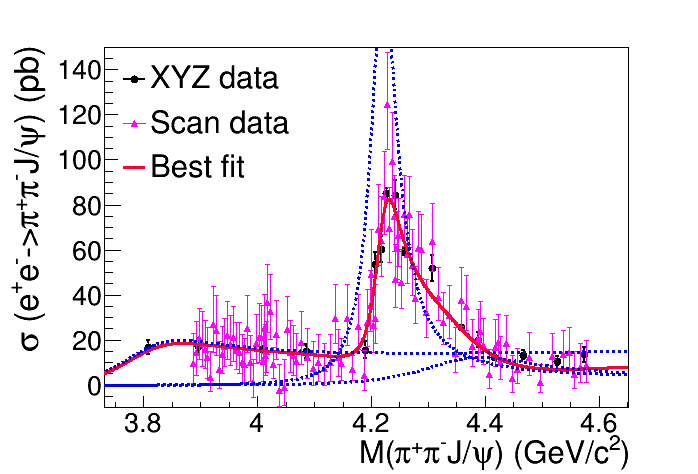 σ (e⁺e⁻->π⁺π⁻J/ψ) (pb)
140
120
100
80
60
40
20
0
XYZ data
Scan data
Best fit
3.8 4 4.2 4.4 4.6
M(π⁺π⁻J/ψ) (GeV/c²)